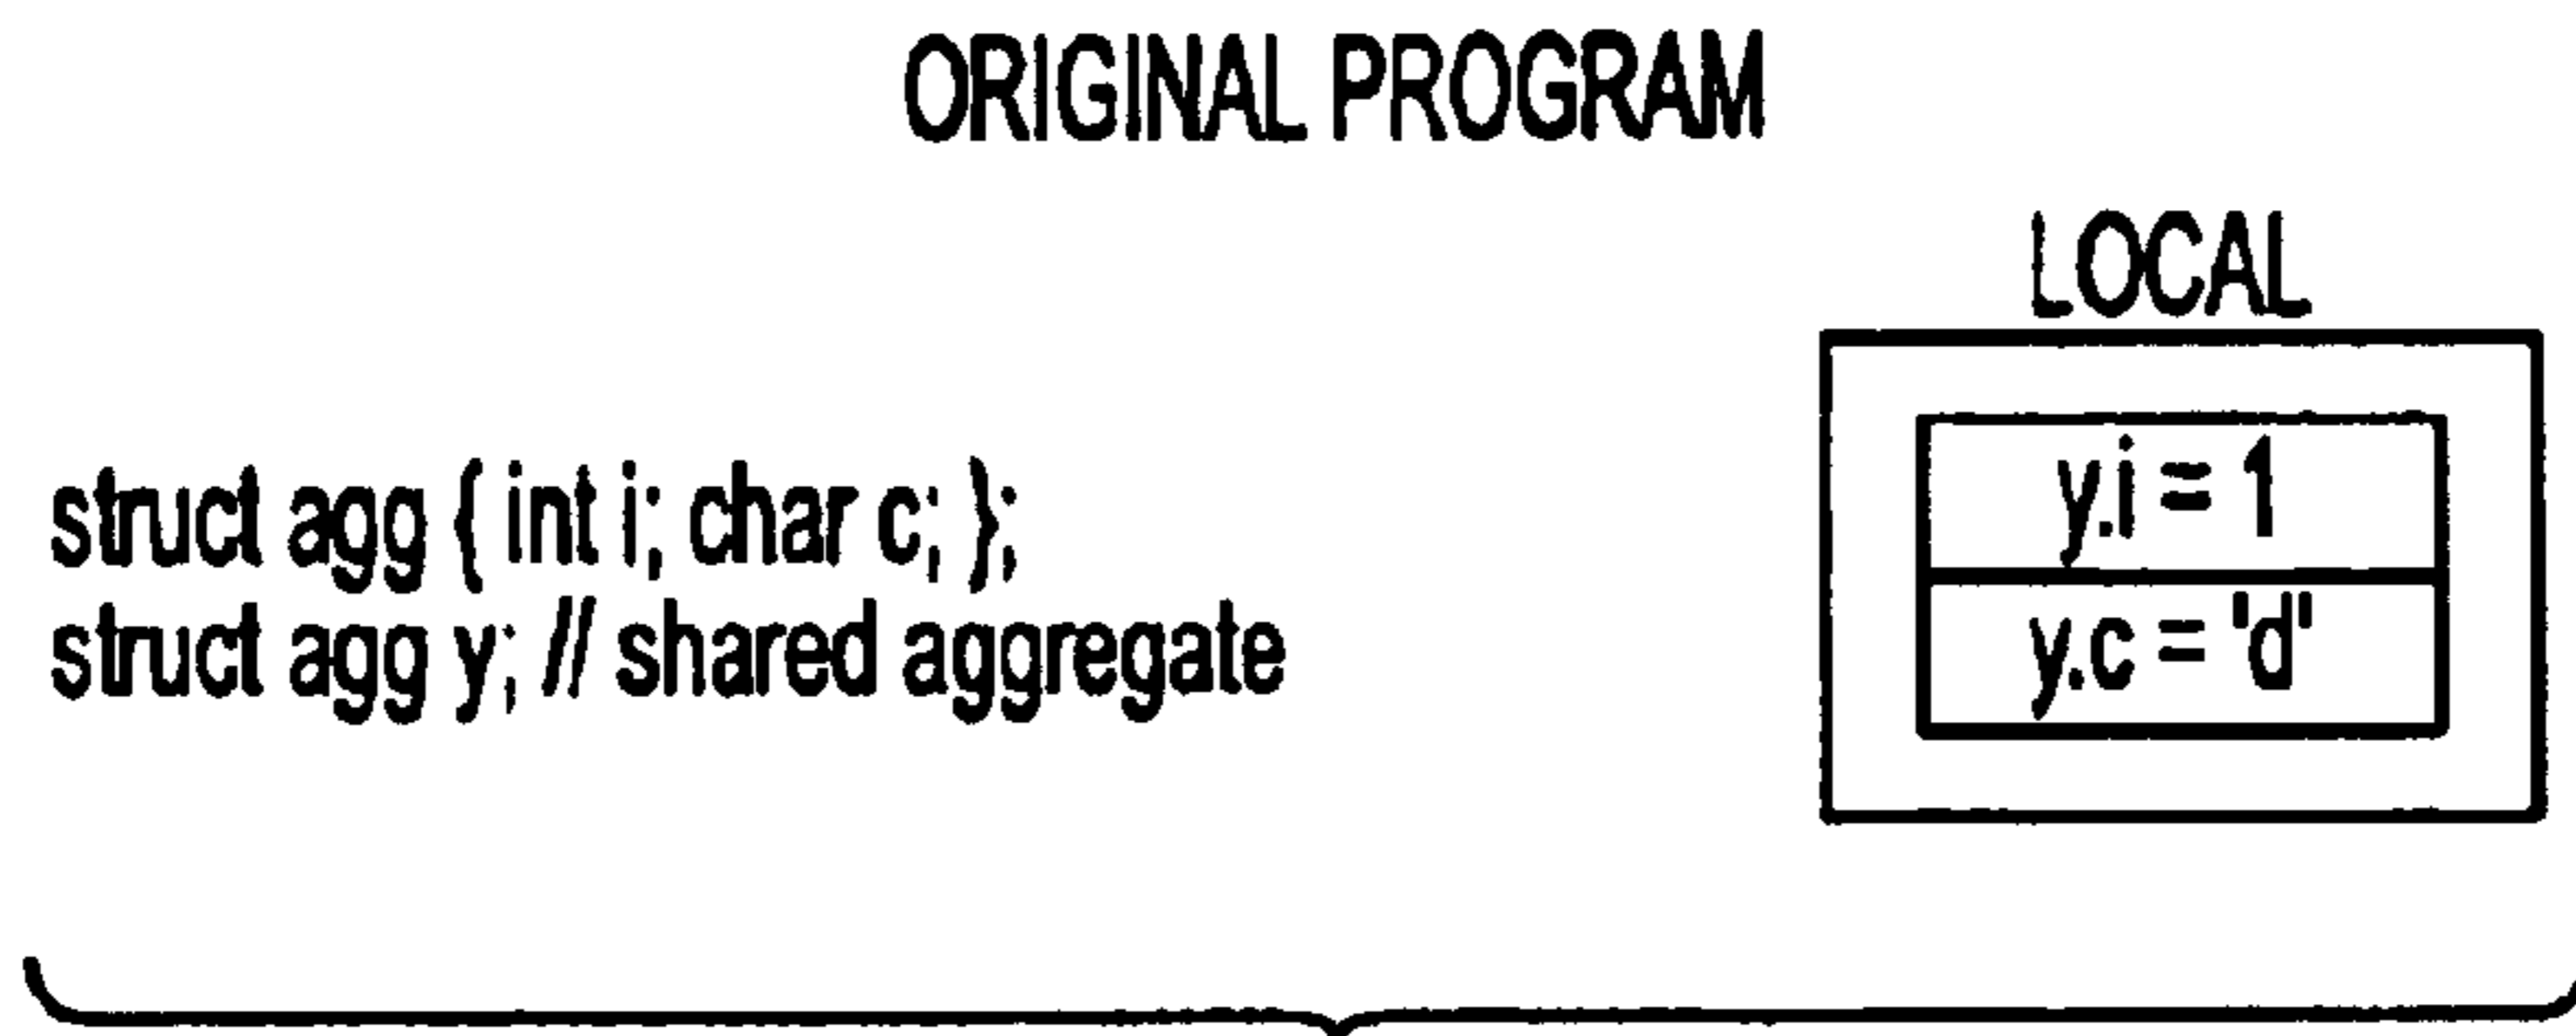 ORIGINAL PROGRAM
LOCAL
struct agg { int i; char c; };
struct agg y; // shared aggregate
y.i = 1
y.c = 'd'